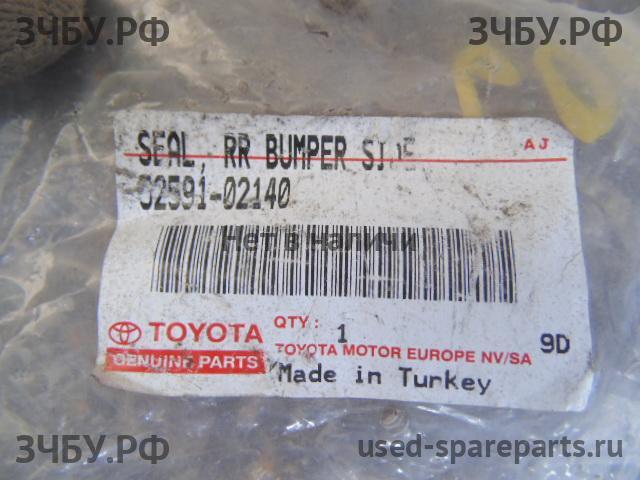 ЗЧБУ.РФ ЗЧБУ.РФ
AJ
SEAL, RR BUMPER SIDE
52591-02140
Нет в наличии
TOYOTA QTY: 1
GENUINE PARTS TOYOTA MOTOR EUROPE NV/SA 9D
Made in Turkey
ЗЧБУ.РФ used-spareparts.ru